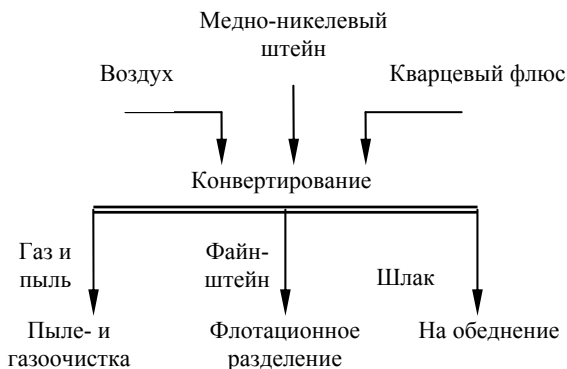 Медно-никелевый
штейн
Воздух
Кварцевый флюс
Конвертирование
Газ и
пыль
Файн-
штейн
Шлак
Пыле- и
газоочистка
Флотационное
разделение
На обеднение